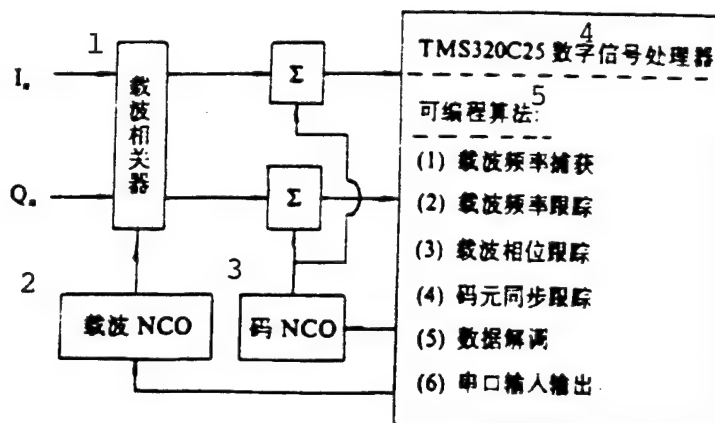 1
4
TMS320C25 数字信号处理器
I
载波相关器
Σ
5
可编程算法:
(1) 载波频率捕获
Q
Σ
(2) 载波频率跟踪
(3) 载波相位跟踪
2
3
(4) 码元同步跟踪
载波 NCO
码 NCO
(5) 数据解调
(6) 串口输入输出